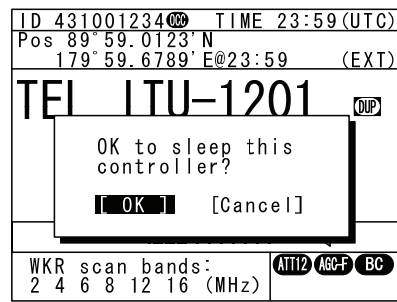 ID 431001234 OCC TIME 23:59(UTC)
Pos 89°59.0123'N
179°59.6789'E@23:59 (EXT)
TEL ITU-1201 DUP
OK to sleep this
controller?
[ OK ] [Cancel]
WKR scan bands:
2 4 6 8 12 16 (MHz)
ATT12 AGC-F BC